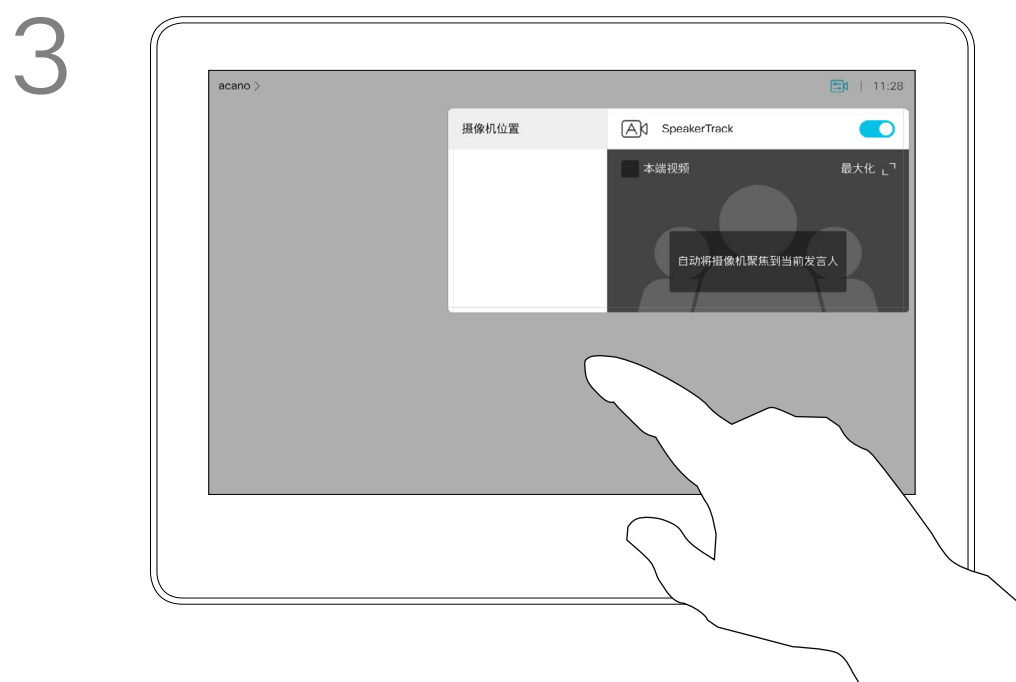 3
acano >
11:28
摄像机位置
SpeakerTrack
本端视频
最大化
自动将摄像机聚焦到当前发言人